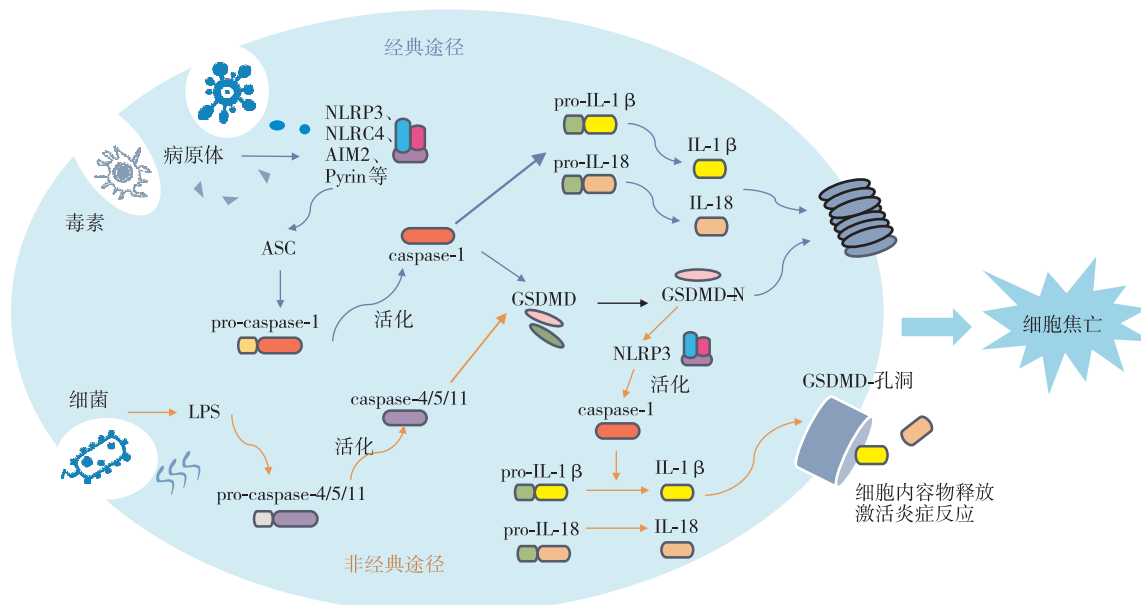 经典途径
NLRP3、
NLRC4、
AIM2、
Pyrin等
病原体
毒素
ASC
pro-caspase-1
活化
caspase-1
pro-IL-1β
IL-1β
pro-IL-18
IL-18
GSDMD
GSDMD-N
NLRP3
活化
caspase-1
细菌
LPS
pro-caspase-4/5/11
活化
caspase-4/5/11
pro-IL-1β
IL-1β
pro-IL-18
IL-18
GSDMD-孔洞
细胞内容物释放
激活炎症反应
细胞焦亡
非经典途径